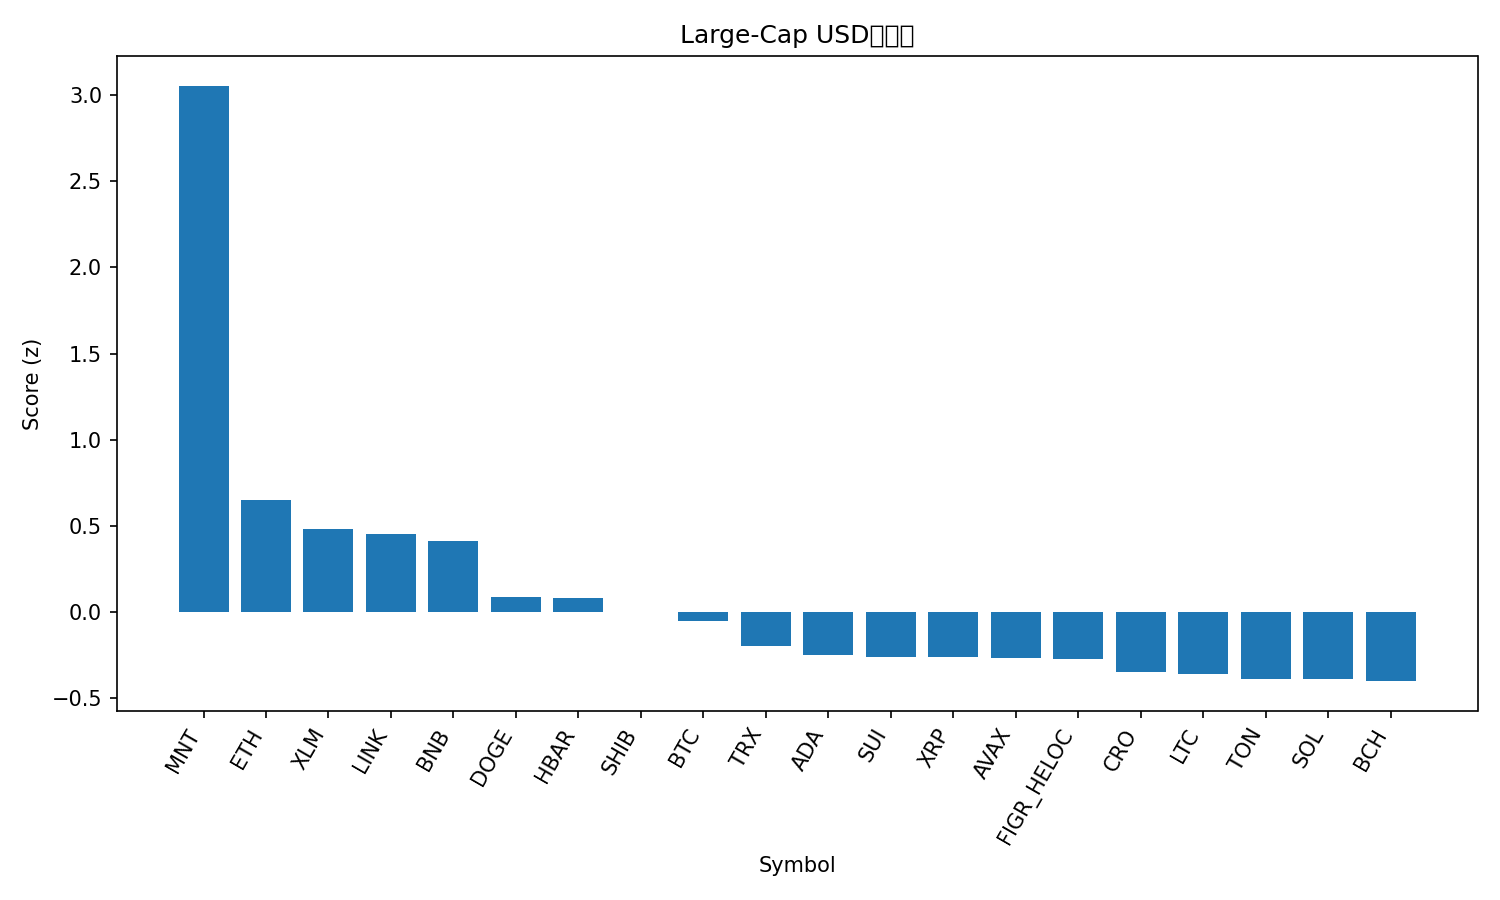 Large-Cap USD
3.0
2.5
2.0
1.5
1.0
0.5
0.0
−0.5
Score (z)
MNT
ETH
XLM
LINK
BNB
DOGE
HBAR
SHIB
BTC
TRX
ADA
SUI
XRP
AVAX
FIGR_HELOC
CRO
LTC
TON
SOL
BCH
Symbol